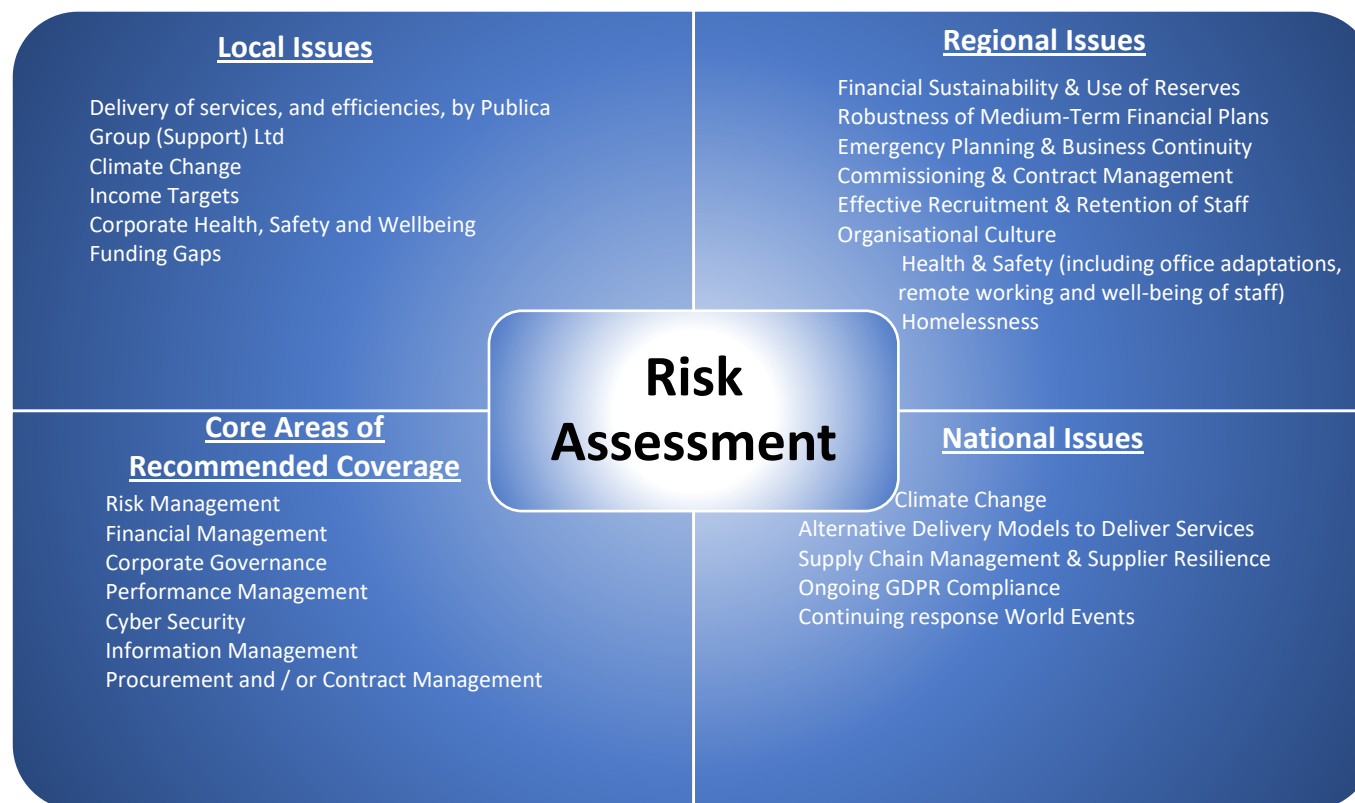 Local Issues
Delivery of services, and efficiencies, by Publica
Group (Support) Ltd
Climate Change
Income Targets
Corporate Health, Safety and Wellbeing
Funding Gaps
Regional Issues
Financial Sustainability & Use of Reserves
Robustness of Medium-Term Financial Plans
Emergency Planning & Business Continuity
Commissioning & Contract Management
Effective Recruitment & Retention of Staff
Organisational Culture
Health & Safety (including office adaptations,
remote working and well-being of staff)
Homelessness
Risk
Assessment
Core Areas of
Recommended Coverage
Risk Management
Financial Management
Corporate Governance
Performance Management
Cyber Security
Information Management
Procurement and / or Contract Management
National Issues
Climate Change
Alternative Delivery Models to Deliver Services
Supply Chain Management & Supplier Resilience
Ongoing GDPR Compliance
Continuing response World Events